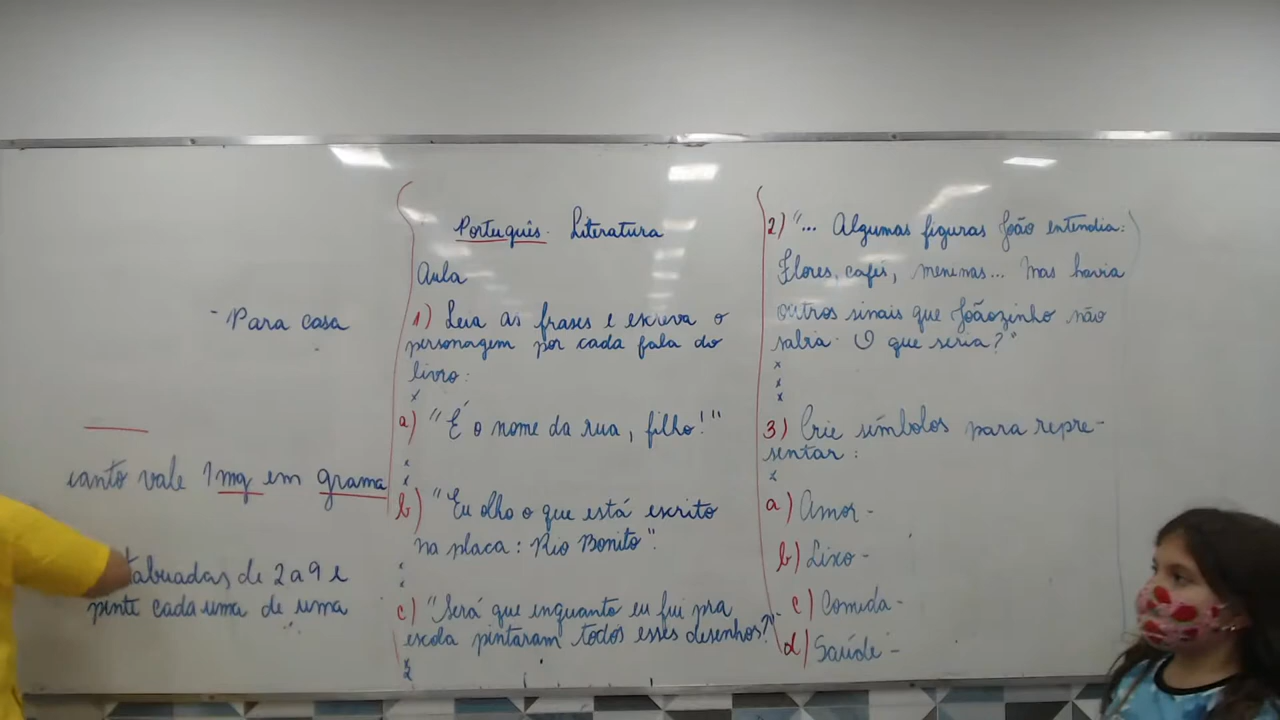 - Para casa
canto vale 1mg em grama
tabuadas de 2 a 9 e
pinte cada uma de uma
Português. Literatura
Aula
1) Leia as frases e escreva o
personagem por cada fala do
livro:
x
a) "É o nome da rua, filho!"
x
x
b) "Eu olho o que está escrito
na placa: Rio Bonito".
x
x
c) "Será que enquanto eu fui pra
escola pintaram todos esses desenhos?"
x
x
2) "... Algumas figuras João entendia:
Flores, cafés, meninas... Mas havia
outros sinais que Joãozinho não
sabia. O que seria?"
x
x
x
3) Crie símbolos para repre-
sentar:
x
a) Amor -
b) Lixo -
c) Comida -
d) Saúde -